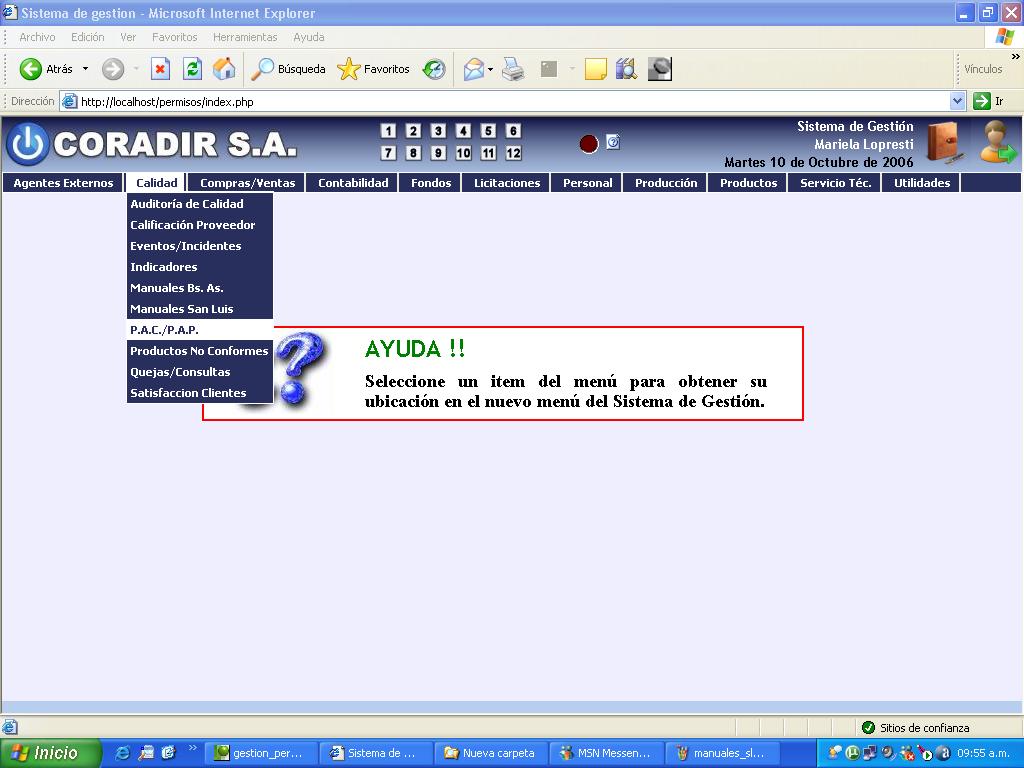 Sistema de gestion - Microsoft Internet Explorer
Archivo Edición Ver Favoritos Herramientas Ayuda
Atrás Búsqueda Favoritos Vínculos
Dirección http://localhost/permisos/index.php Ir
CORADIR S.A.
1 2 3 4 5 6
7 8 9 10 11 12
Sistema de Gestión
Mariela Lopresti
Martes 10 de Octubre de 2006
Agentes Externos Calidad Compras/Ventas Contabilidad Fondos Licitaciones Personal Producción Productos Servicio Téc. Utilidades
Auditoría de Calidad
Calificación Proveedor
Eventos/Incidentes
Indicadores
Manuales Bs. As.
Manuales San Luis
P.A.C./P.A.P.
Productos No Conformes
Quejas/Consultas
Satisfaccion Clientes
AYUDA !!
Seleccione un item del menú para obtener su
ubicación en el nuevo menú del Sistema de Gestión.
Sitios de confianza
Inicio gestion_per... Sistema de ... Nueva carpeta MSN Messen... manuales_sl... 09:55 a.m.